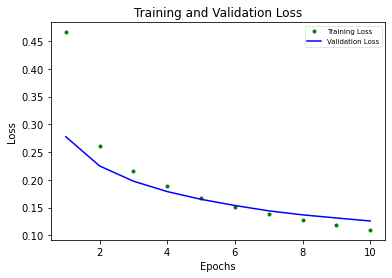 Training and Validation Loss
Training Loss
Validation Loss
Loss
0.45
0.40
0.35
0.30
0.25
0.20
0.15
0.10
2 4 6 8 10
Epochs